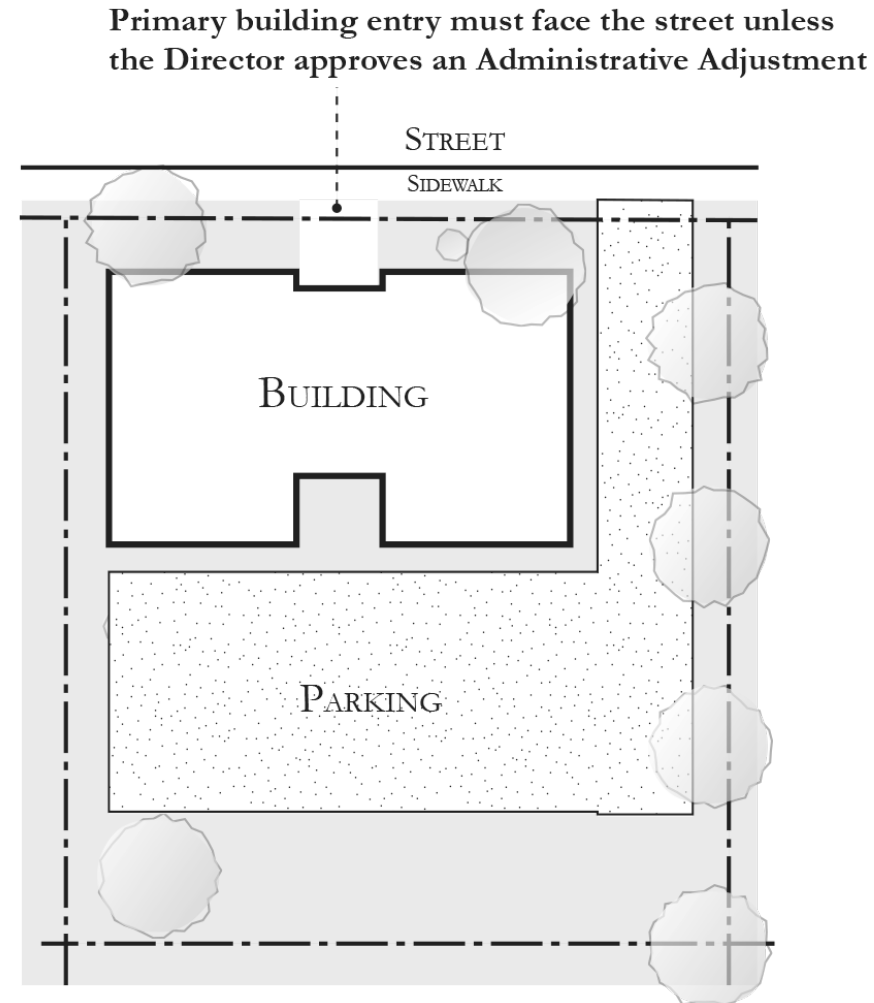 Primary building entry must face the street unless
the Director approves an Administrative Adjustment
STREET
SIDEWALK
BUILDING
PARKING